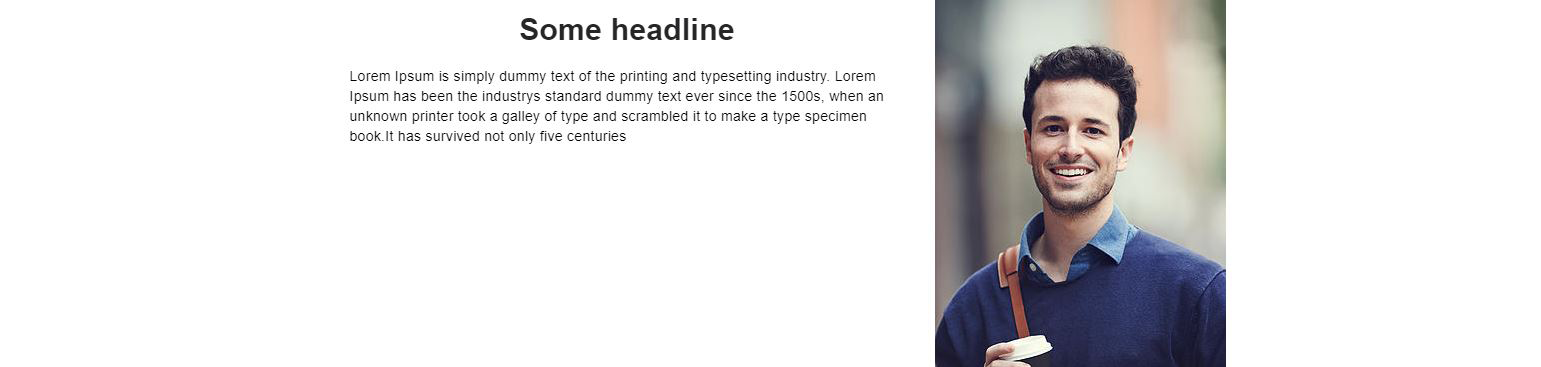 Some headline
Lorem Ipsum is simply dummy text of the printing and typesetting industry. Lorem
Ipsum has been the industrys standard dummy text ever since the 1500s, when an
unknown printer took a galley of type and scrambled it to make a type specimen
book.It has survived not only five centuries